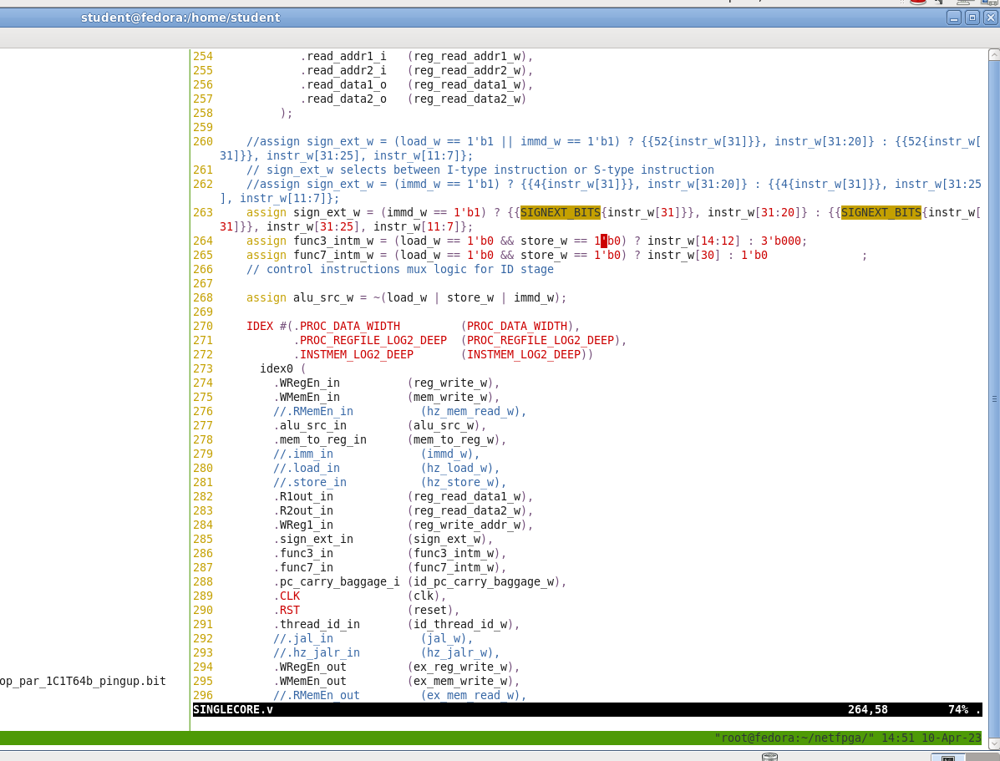 student@fedora:/home/student
254             .read_addr1_i   (reg_read_addr1_w),
255             .read_addr2_i   (reg_read_addr2_w),
256             .read_data1_o   (reg_read_data1_w),
257             .read_data2_o   (reg_read_data2_w)
258          );
259
260     //assign sign_ext_w = (load_w == 1'b1 || immd_w == 1'b1) ? {{52{instr_w[31]}}, instr_w[31:20]} : {{52{instr_w[
31]}}, instr_w[31:25], instr_w[11:7]};
261     // sign_ext_w selects between I-type instruction or S-type instruction
262     //assign sign_ext_w = (immd_w == 1'b1) ? {{4{instr_w[31]}}, instr_w[31:20]} : {{4{instr_w[31]}}, instr_w[31:25
], instr_w[11:7]};
263     assign sign_ext_w = (immd_w == 1'b1) ? {{SIGNEXT_BITS{instr_w[31]}}, instr_w[31:20]} : {{SIGNEXT_BITS{instr_w[
31]}}, instr_w[31:25], instr_w[11:7]};
264     assign func3_intm_w = (load_w == 1'b0 && store_w == 1'b0) ? instr_w[14:12] : 3'b000;
265     assign func7_intm_w = (load_w == 1'b0 && store_w == 1'b0) ? instr_w[30] : 1'b0              ;
266     // control instructions mux logic for ID stage
267
268     assign alu_src_w = ~(load_w | store_w | immd_w);
269
270     IDEX #(.PROC_DATA_WIDTH         (PROC_DATA_WIDTH),
271            .PROC_REGFILE_LOG2_DEEP  (PROC_REGFILE_LOG2_DEEP),
272            .INSTMEM_LOG2_DEEP       (INSTMEM_LOG2_DEEP))
273       idex0 (
274         .WRegEn_in          (reg_write_w),
275         .WMemEn_in          (mem_write_w),
276         //.RMemEn_in          (hz_mem_read_w),
277         .alu_src_in         (alu_src_w),
278         .mem_to_reg_in      (mem_to_reg_w),
279         //.imm_in             (immd_w),
280         //.load_in            (hz_load_w),
281         //.store_in           (hz_store_w),
282         .R1out_in           (reg_read_data1_w),
283         .R2out_in           (reg_read_data2_w),
284         .WReg1_in           (reg_write_addr_w),
285         .sign_ext_in        (sign_ext_w),
286         .func3_in           (func3_intm_w),
287         .func7_in           (func7_intm_w),
288         .pc_carry_baggage_i (id_pc_carry_baggage_w),
289         .CLK                (clk),
290         .RST                (reset),
291         .thread_id_in       (id_thread_id_w),
292         //.jal_in             (jal_w),
293         //.hz_jalr_in         (hz_jalr_w),
294         .WRegEn_out         (ex_reg_write_w),
op_par_1C1T64b_pingup.bit
295         .WMemEn_out         (ex_mem_write_w),
296         //.RMemEn_out         (ex_mem_read_w),
SINGLECORE.v 264,58 74% .
"root@fedora:~/netfpga/" 14:51 10-Apr-23